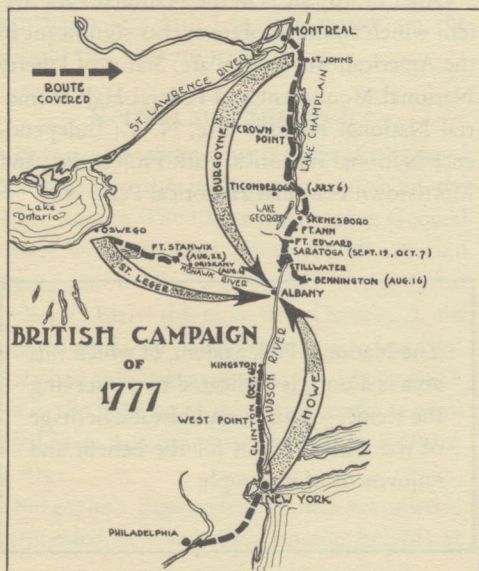 MONTREAL
ST. JOHNS
ROUTE
COVERED
ST. LAWRENCE RIVER
LAKE CHAMPLAIN
BURGOYNE
CROWN
POINT
TICONDEROGA
(JULY 6)
LAKE
GEORGE
Lake
Ontario
OSWEGO
SKENESBORO
FT. ANN
FT. EDWARD
SARATOGA (SEPT. 19, OCT. 7)
FT. STANWIX
(AUG. 22)
ORISKANY (AUG. 6)
MOHAWK RIVER
ST. LEGER
STILLWATER
BENNINGTON (AUG. 16)
ALBANY
BRITISH CAMPAIGN
OF
1777
KINGSTON
HUDSON RIVER
HOWE
WEST POINT
CLINTON
NEW YORK
PHILADELPHIA
N